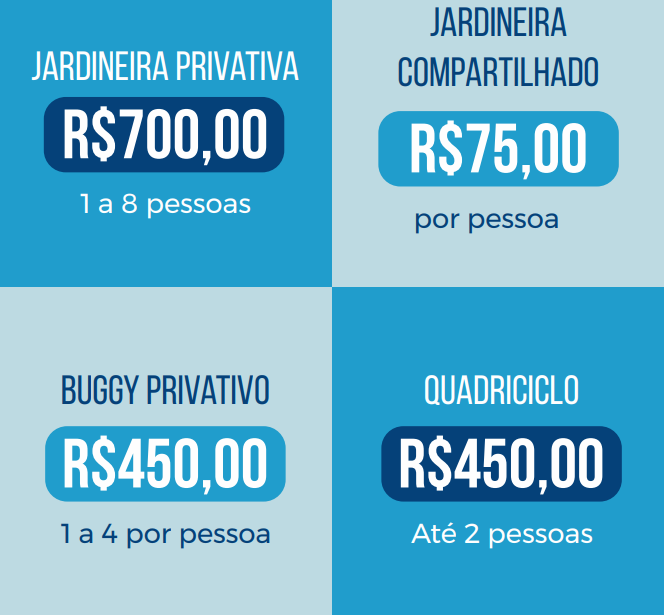 JARDINEIRA PRIVATIVA
R$700,00
1 a 8 pessoas
JARDINEIRA
COMPARTILHADO
R$75,00
por pessoa
BUGGY PRIVATIVO
R$450,00
1 a 4 por pessoa
QUADRICICLO
R$450,00
Até 2 pessoas